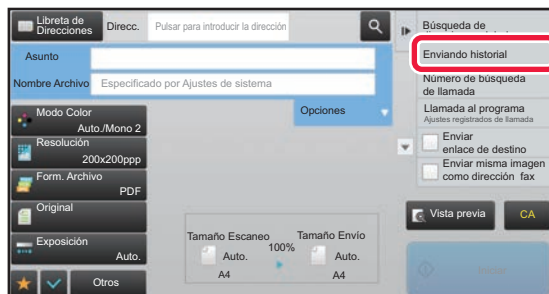 Libreta de
Direcciones
Direcc.
Pulsar para introducir la dirección
Búsqueda de
Asunto
Enviando historial
Nombre Archivo
Especificado por Ajustes de sistema
Número de búsqueda
de llamada
Modo Color
Auto./Mono 2
Opciones
Llamada al programa
Ajustes registrados de llamada
Resolución
200x200ppp
Enviar
enlace de destino
Form. Archivo
PDF
Enviar misma imagen
como dirección fax
Original
Vista previa
CA
Exposición
Auto.
Tamaño Escaneo
100%
Tamaño Envío
Auto.
A4
Auto.
A4
Otros